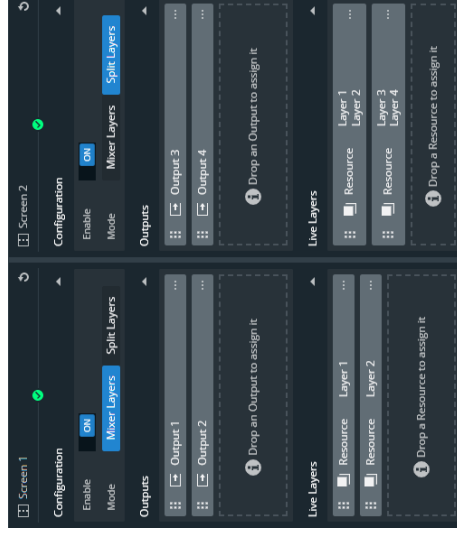 Screen 1
Configuration
Enable
ON
Mode
Mixer Layers
Split Layers
Outputs
Output 1
Output 2
Drop an Output to assign it
Live Layers
Resource
Layer 1
Resource
Layer 2
Drop a Resource to assign it
Screen 2
Configuration
Enable
ON
Mode
Mixer Layers
Split Layers
Outputs
Output 3
Output 4
Drop an Output to assign it
Live Layers
Resource
Layer 1
Layer 2
Resource
Layer 3
Layer 4
Drop a Resource to assign it